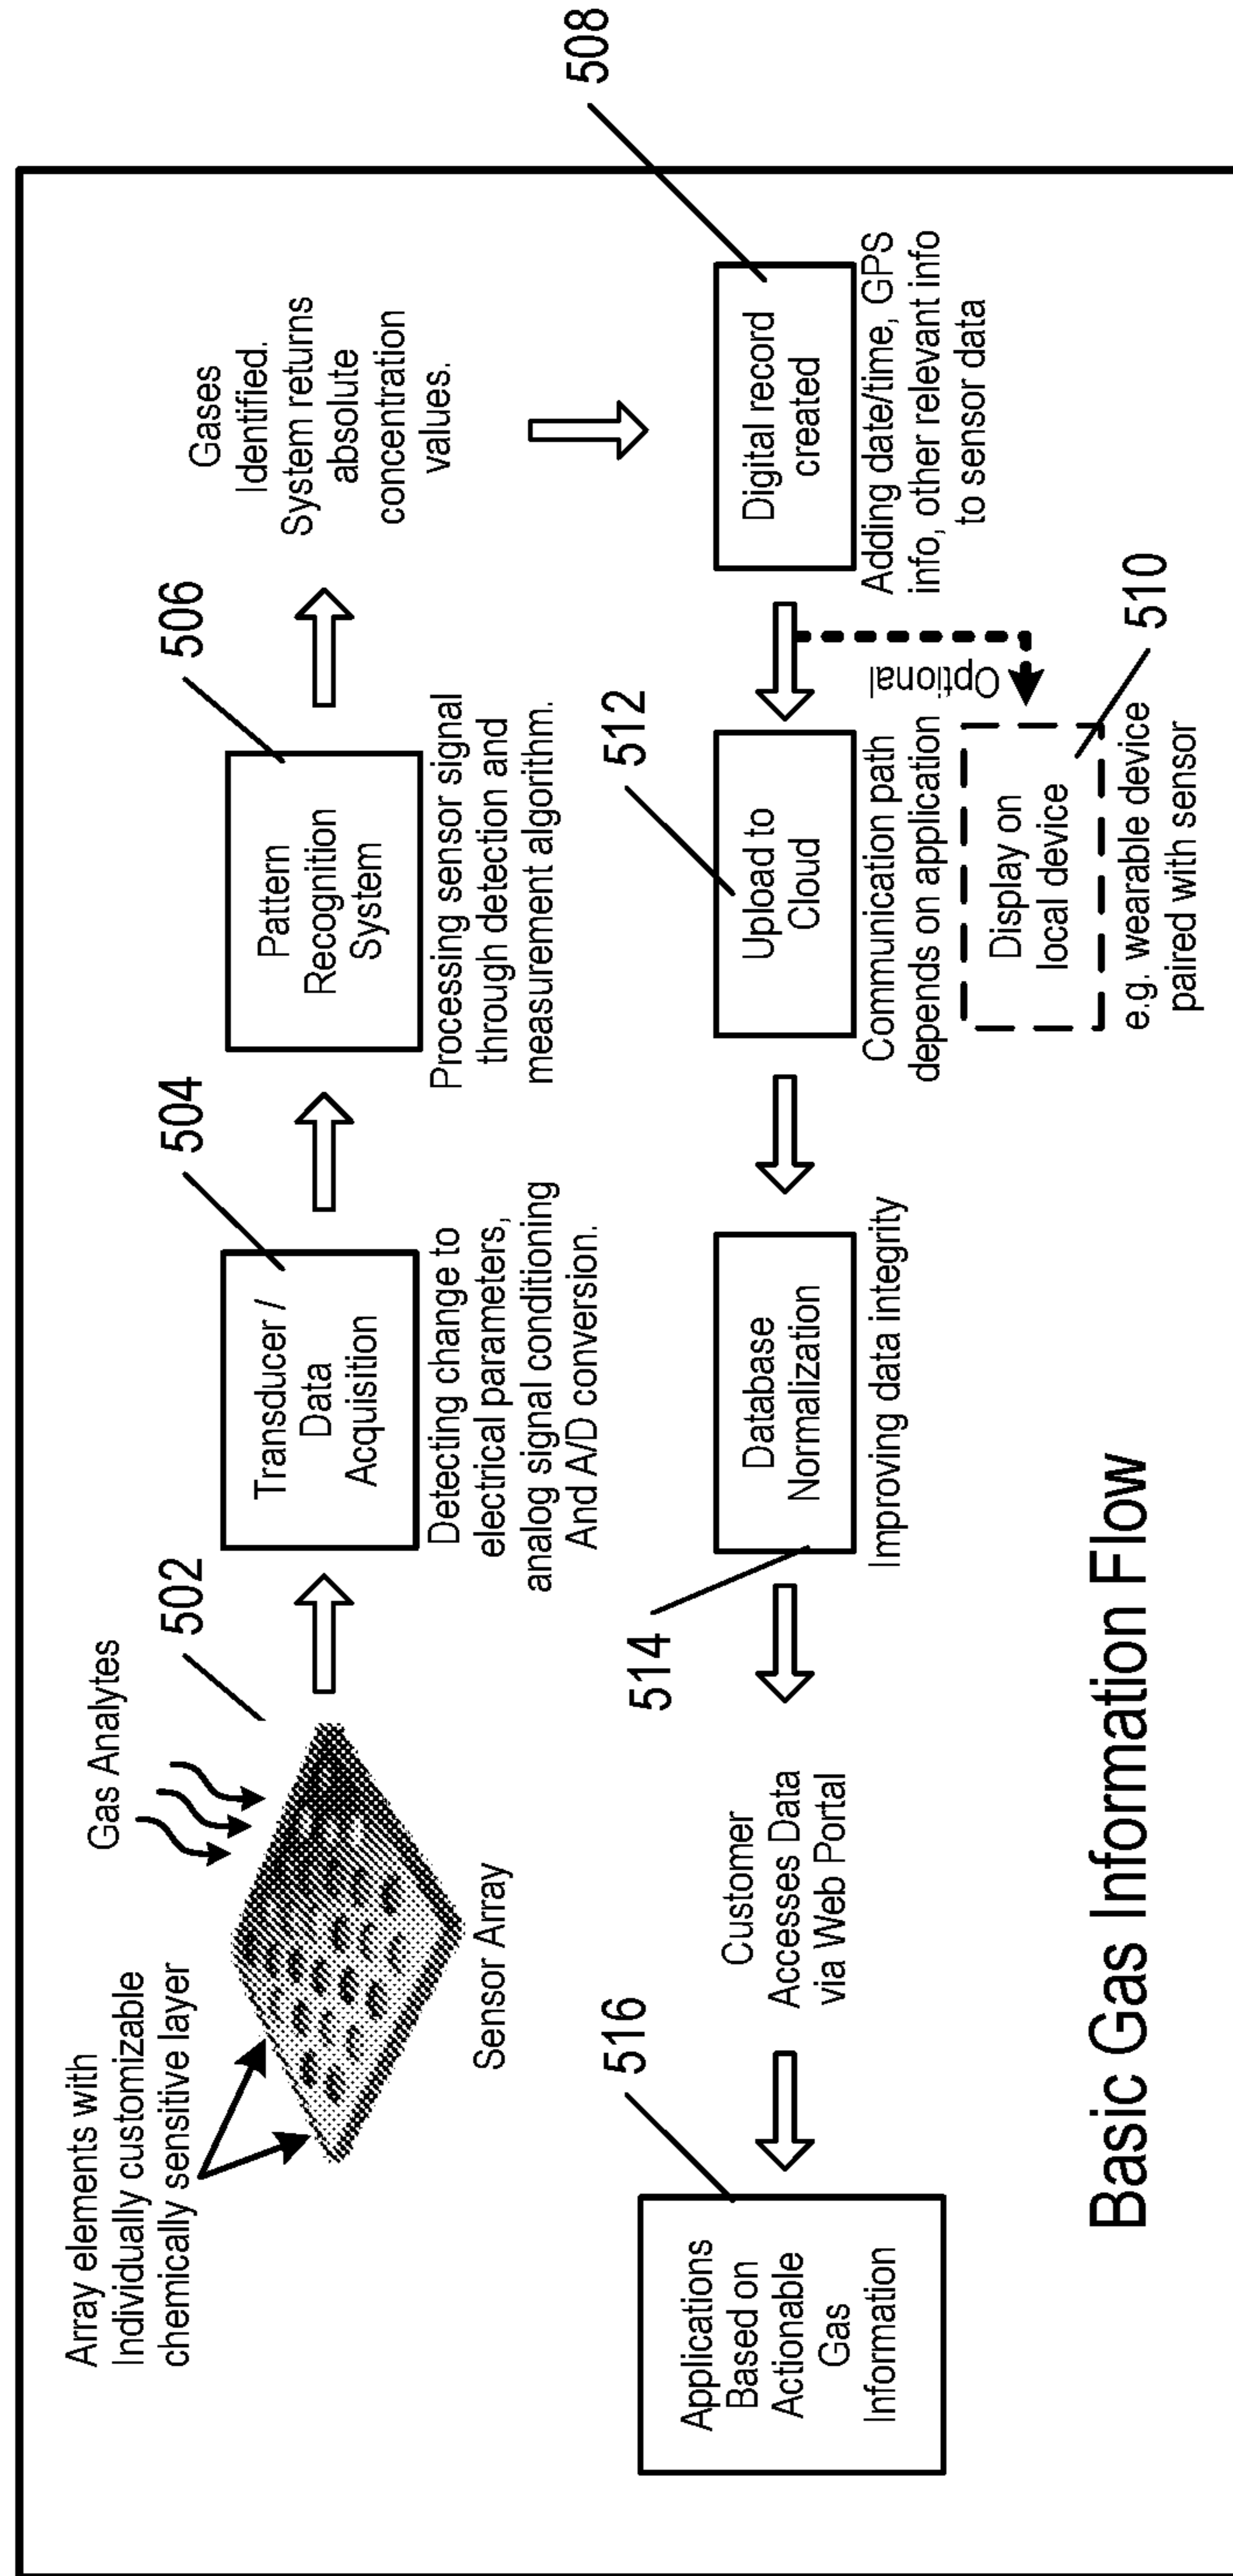 Array elements with
Individually customizable
chemically sensitive layer
Gas Analytes
502
Sensor Array
504
Transducer /
Data
Acquisition
Detecting change to
electrical parameters,
analog signal conditioning
And A/D conversion.
506
Pattern
Recognition
System
Processing sensor signal
through detection and
measurement algorithm.
Gases
Identified.
System returns
absolute
concentration
values.
508
Digital record
created
Adding date/time, GPS
info, other relevant info
to sensor data
Optional
510
Display on
local device
e.g. wearable device
paired with sensor
512
Upload to
Cloud
Communication path
depends on application
514
Database
Normalization
Improving data integrity
Customer
Accesses Data
via Web Portal
516
Applications
Based on
Actionable
Gas
Information
Basic Gas Information Flow